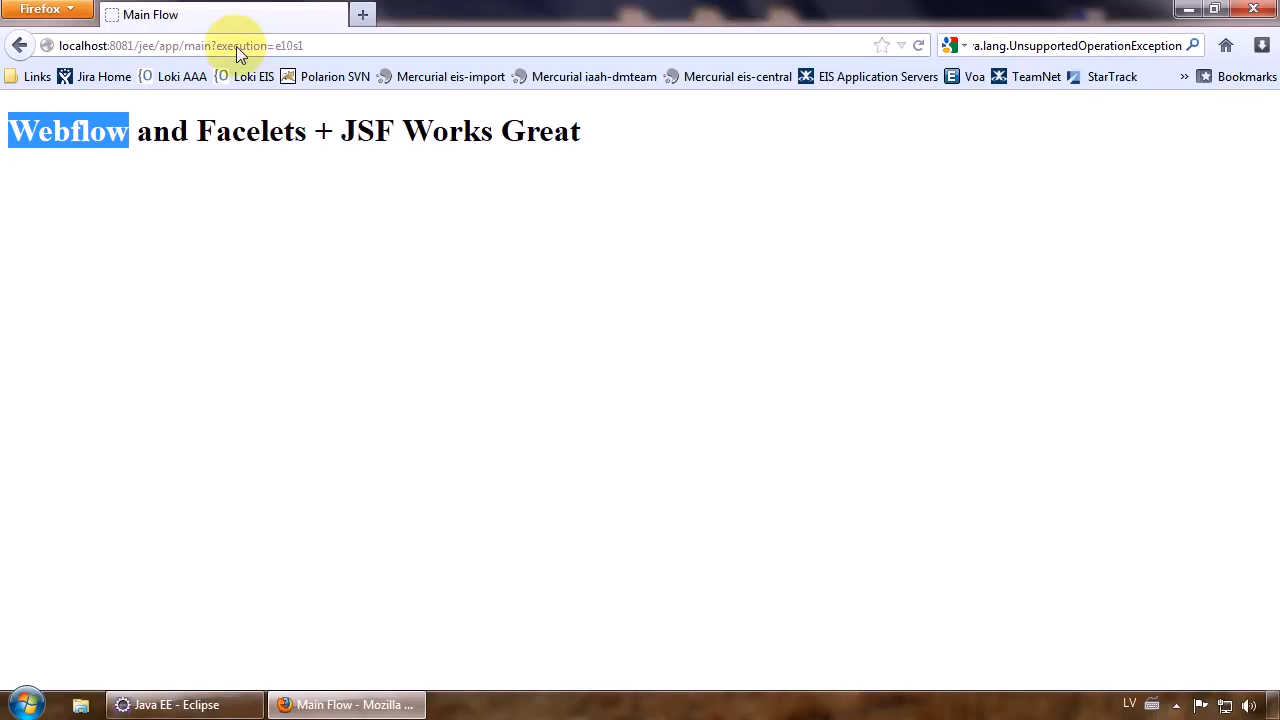 Firefox
Main Flow
localhost:8081/jee/app/main?execution=e10s1
a.lang.UnsupportedOperationException
Links Jira Home Loki AAA Loki EIS Polarion SVN Mercurial eis-import Mercurial iaah-dmteam Mercurial eis-central EIS Application Servers Voa TeamNet StarTrack » Bookmarks
Webflow and Facelets + JSF Works Great
Java EE - Eclipse
Main Flow - Mozilla ...
LV